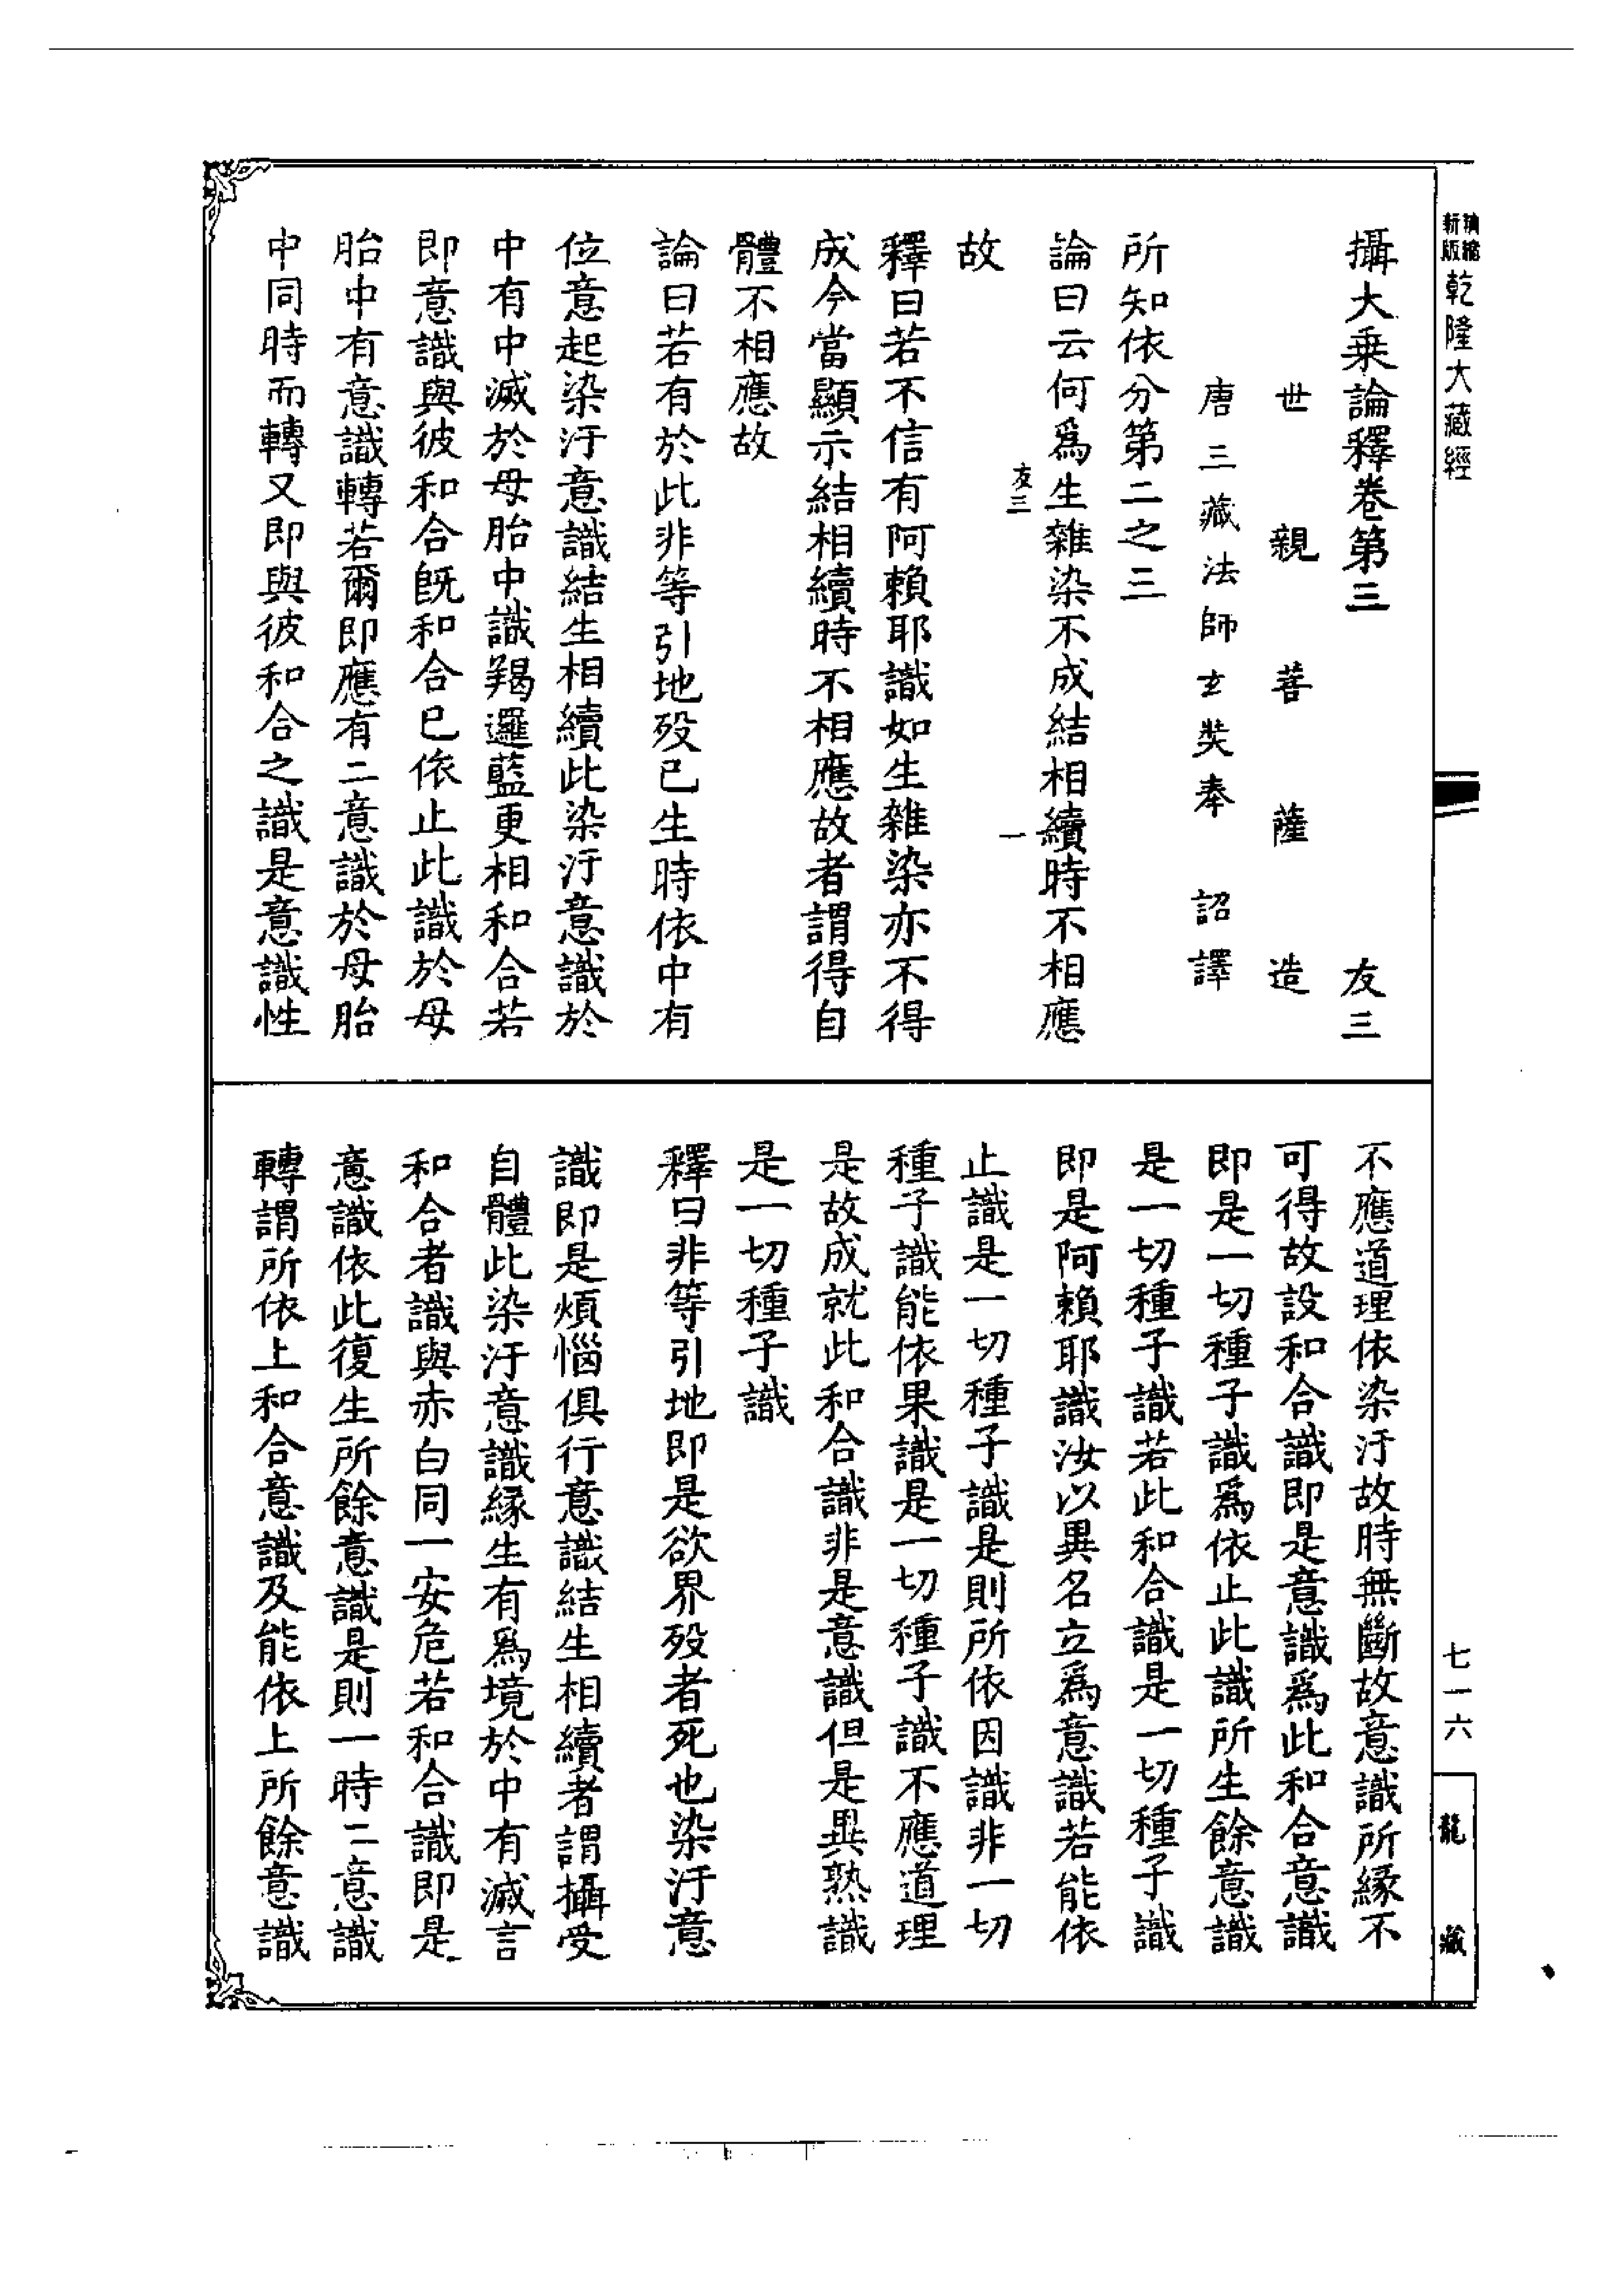 精縮
新版
乾隆大藏經
攝大乗論釋卷第三 友三
世親菩薩造
唐三藏法師玄奘奉 詔譯
所知依分第二之三
論曰云何爲生雜染不成結相續時不相應
友三 一
故
釋曰若不信有阿賴耶識如生雜染亦不得
成今當顯示結相續時不相應故者謂得自
體不相應故
論曰若有於此非等引地歿已生時依中有
位意起染汙意識結生相續此染汙意識於
中有中滅於母胎中識羯邏藍更相和合若
即意識與彼和合旣和合已依止此識於母
胎中有意識轉若爾即應有二意識於母胎
中同時而轉又即與彼和合之識是意識性
不應道理依染汙故時無斷故意識所緣不
可得故設和合識即是意識爲此和合意識
即是一切種子識爲依止此識所生餘意識
是一切種子識若此和合識是一切種子識
即是阿賴耶識汝以異名立爲意識若能依
止識是一切種子識是則所依因識非一切
種子識能依果識是一切種子識不應道理
是故成就此和合識非是意識但是異熟識
是一切種子識
釋曰非等引地即是欲界歿者死也染汙意
識即是煩惱俱行意識結生相續者謂攝受
自體此染汙意識緣生有爲境於中有滅言
和合者識與赤白同一安危若和合識即是
意識依此復生所餘意識是則一時二意識
轉謂所依上和合意識及能依上所餘意識
七一六
龍藏